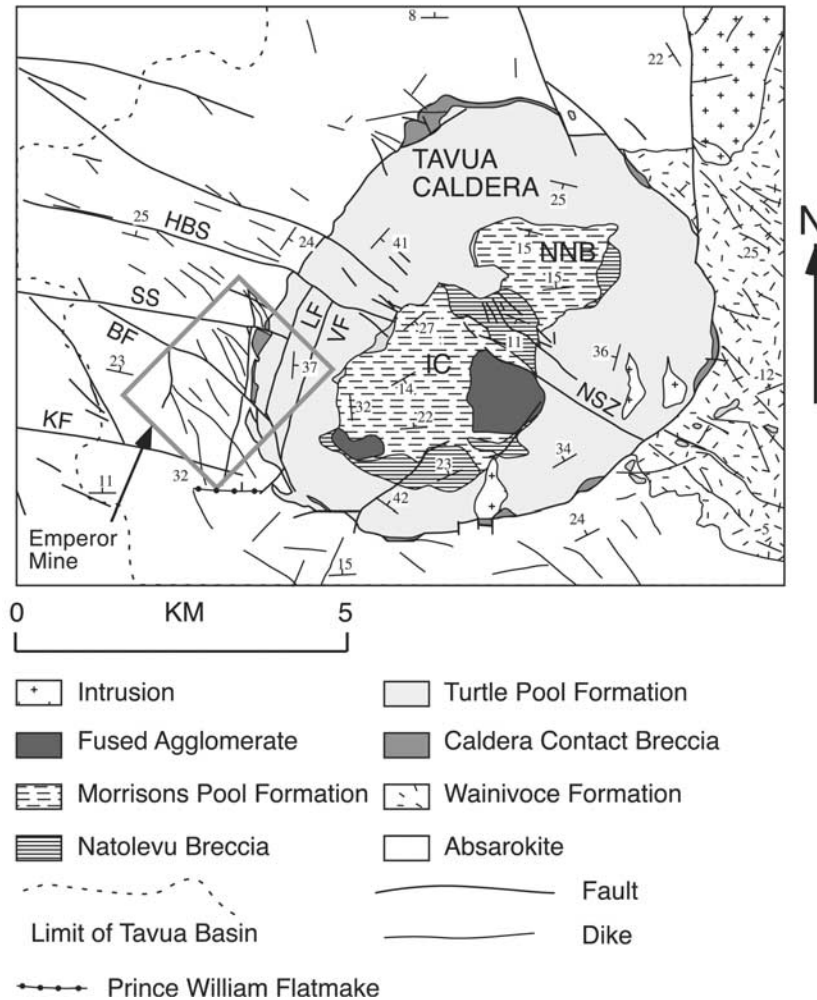 8
22
TAVUA
CALDERA
25
N
25
HBS
24
41
15
NNB
15
25
SS
BF
LF
VF
27
11
36
23
37
IC
14
NSZ
12
KF
32
22
34
11
32
23
42
24
5
Emperor
Mine
15
0
KM
5
Intrusion
Turtle Pool Formation
Fused Agglomerate
Caldera Contact Breccia
Morrisons Pool Formation
Wainivoce Formation
Natolevu Breccia
Absarokite
Fault
Limit of Tavua Basin
Dike
Prince William Flatmake